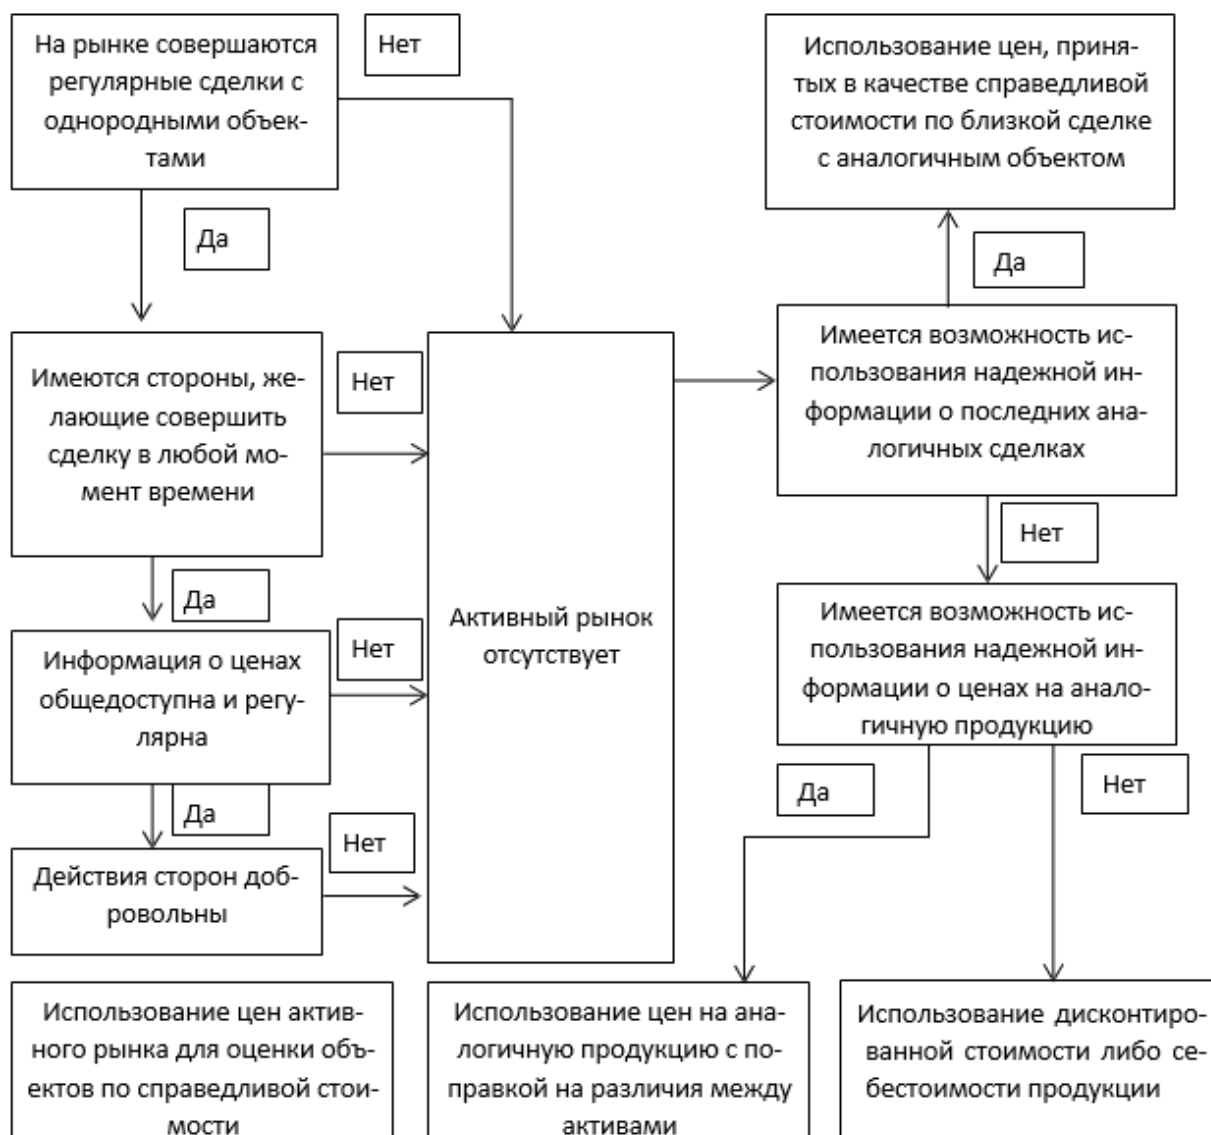 На рынке совершаются
регулярные сделки с
однородными объек-
тами
Нет
Да
Имеются стороны, же-
лающие совершить
сделку в любой мо-
мент времени
Нет
Да
Информация о ценах
общедоступна и регу-
лярна
Нет
Да
Действия сторон доб-
ровольны
Нет
Использование цен актив-
ного рынка для оценки объ-
ектов по справедливой стои-
мости
Активный рынок
отсутствует
Использование цен, приня-
тых в качестве справедливой
стоимости по близкой сделке
с аналогичным объектом
Да
Имеется возможность ис-
пользования надежной ин-
формации о последних ана-
логичных сделках
Нет
Имеется возможность ис-
пользования надежной ин-
формации о ценах на анало-
гичную продукцию
Да
Нет
Использование цен на ана-
логичную продукцию с по-
правкой на различия между
активами
Использование дисконтиро-
ванной стоимости либо се-
бестоимости продукции